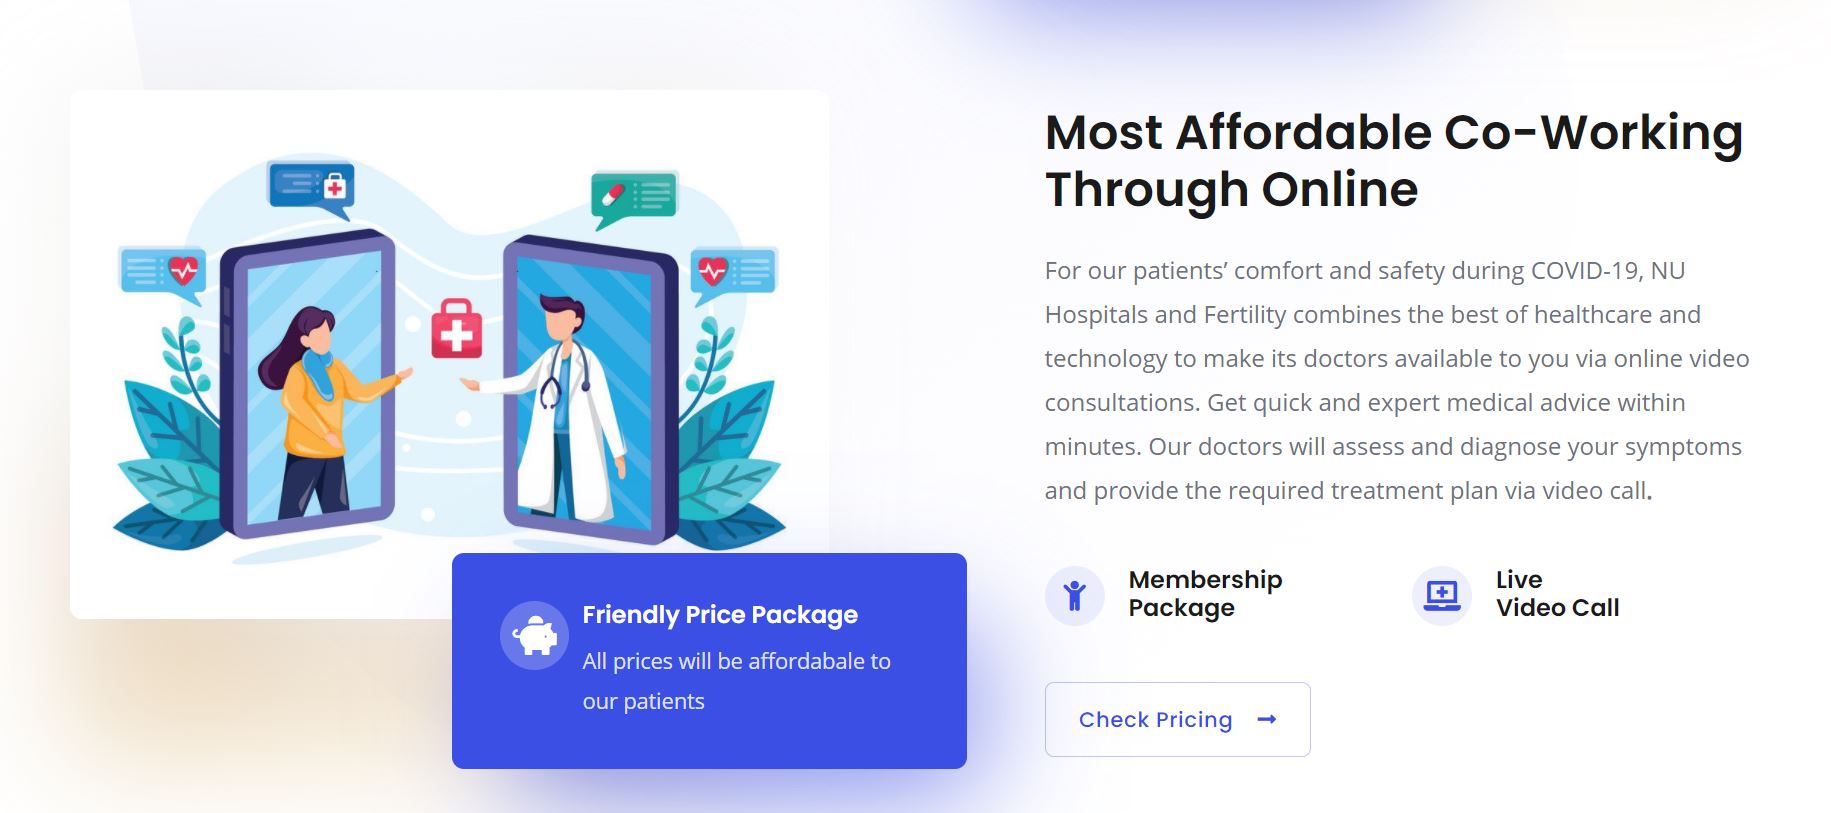 Most Affordable Co-Working
Through Online
For our patients’ comfort and safety during COVID-19, NU
Hospitals and Fertility combines the best of healthcare and
technology to make its doctors available to you via online video
consultations. Get quick and expert medical advice within
minutes. Our doctors will assess and diagnose your symptoms
and provide the required treatment plan via video call.
Membership
Package
Live
Video Call
Check Pricing
Friendly Price Package
All prices will be affordabale to
our patients